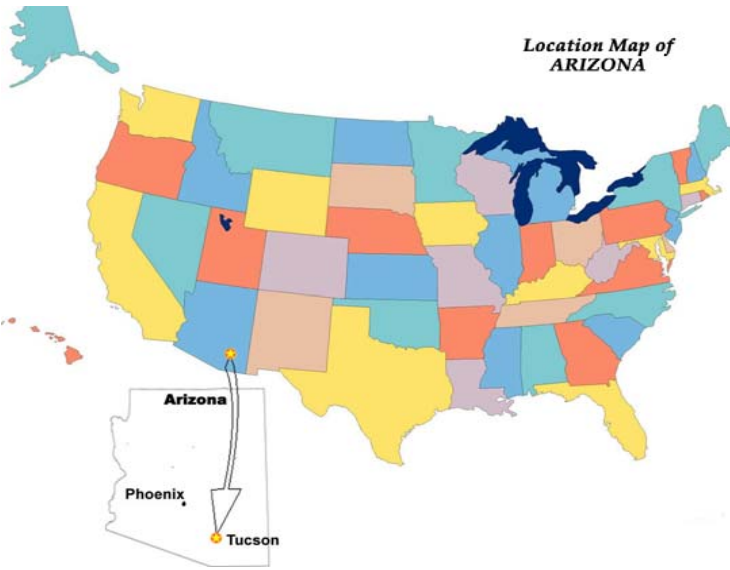 Location Map of
ARIZONA
Arizona
Phoenix
Tucson